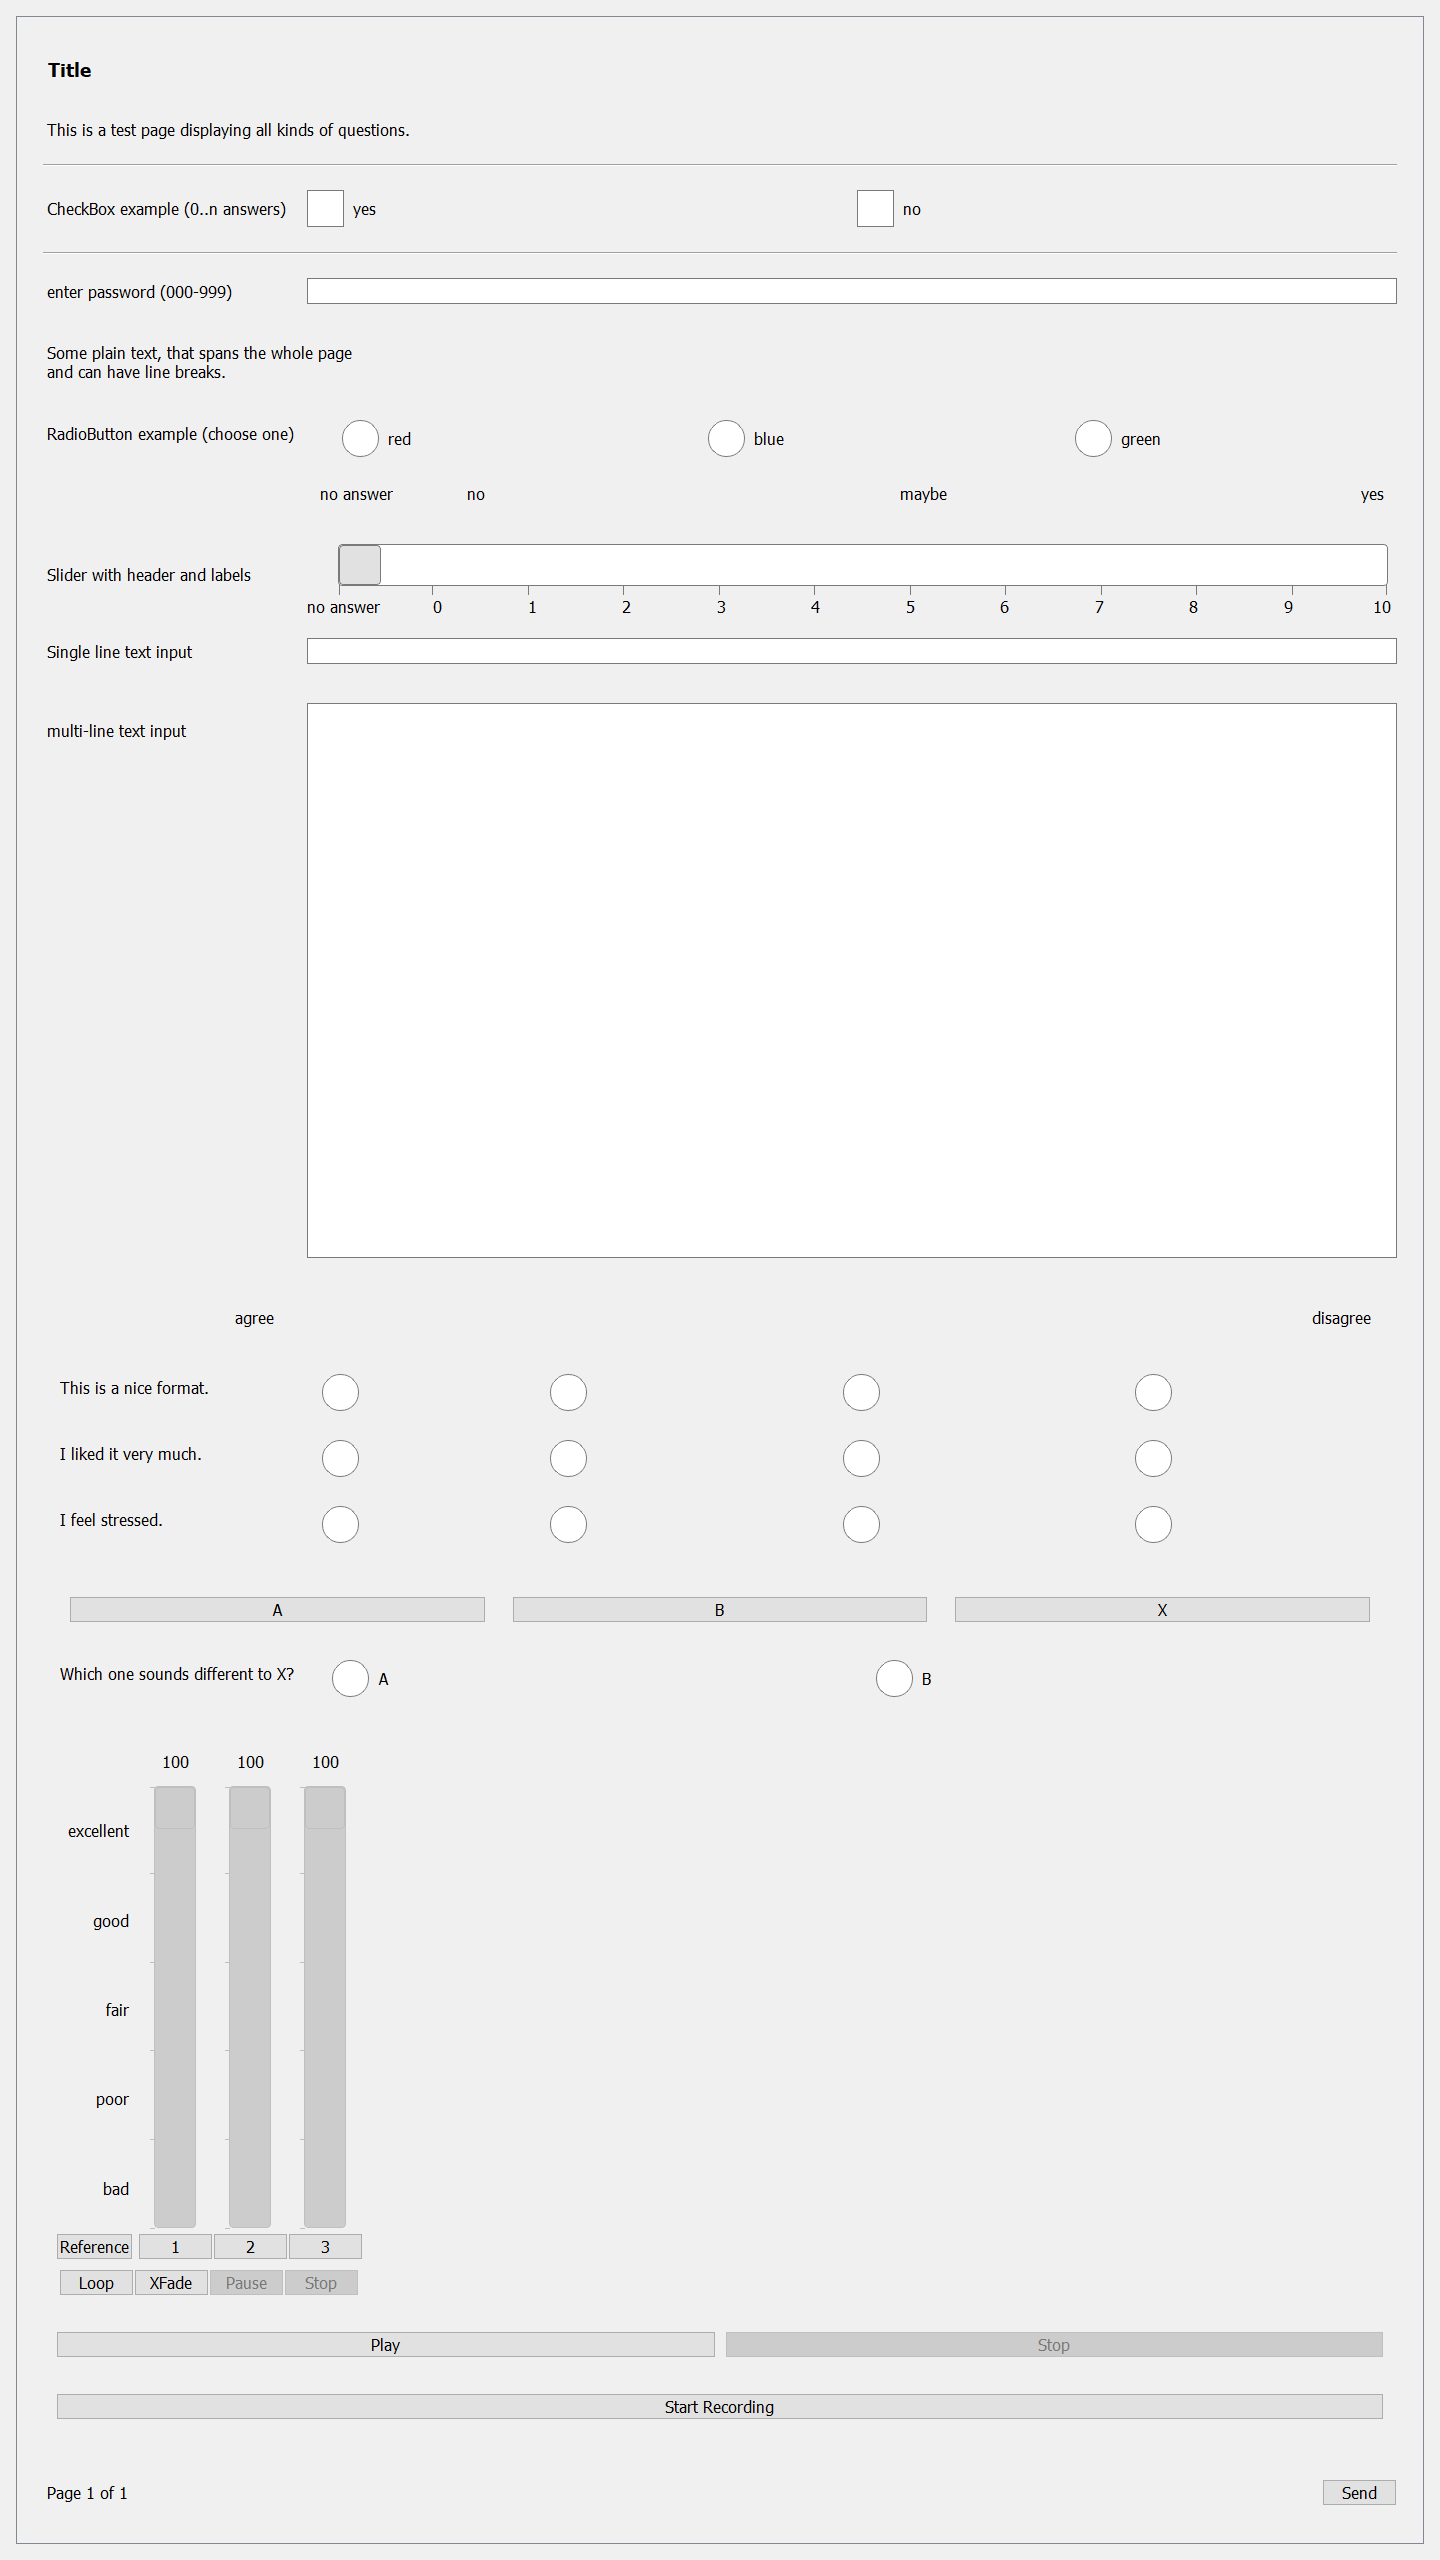 Title
This is a test page displaying all kinds of questions.
CheckBox example (0..n answers) yes no
enter password (000-999)
Some plain text, that spans the whole page
and can have line breaks.
RadioButton example (choose one) red blue green
no answer no maybe yes
Slider with header and labels
no answer 0 1 2 3 4 5 6 7 8 9 10
Single line text input
multi-line text input
agree disagree
This is a nice format.
I liked it very much.
I feel stressed.
A B X
Which one sounds different to X? A B
100 100 100
excellent
good
fair
poor
bad
Reference 1 2 3
Loop XFade Pause Stop
Play Stop
Start Recording
Page 1 of 1 Send